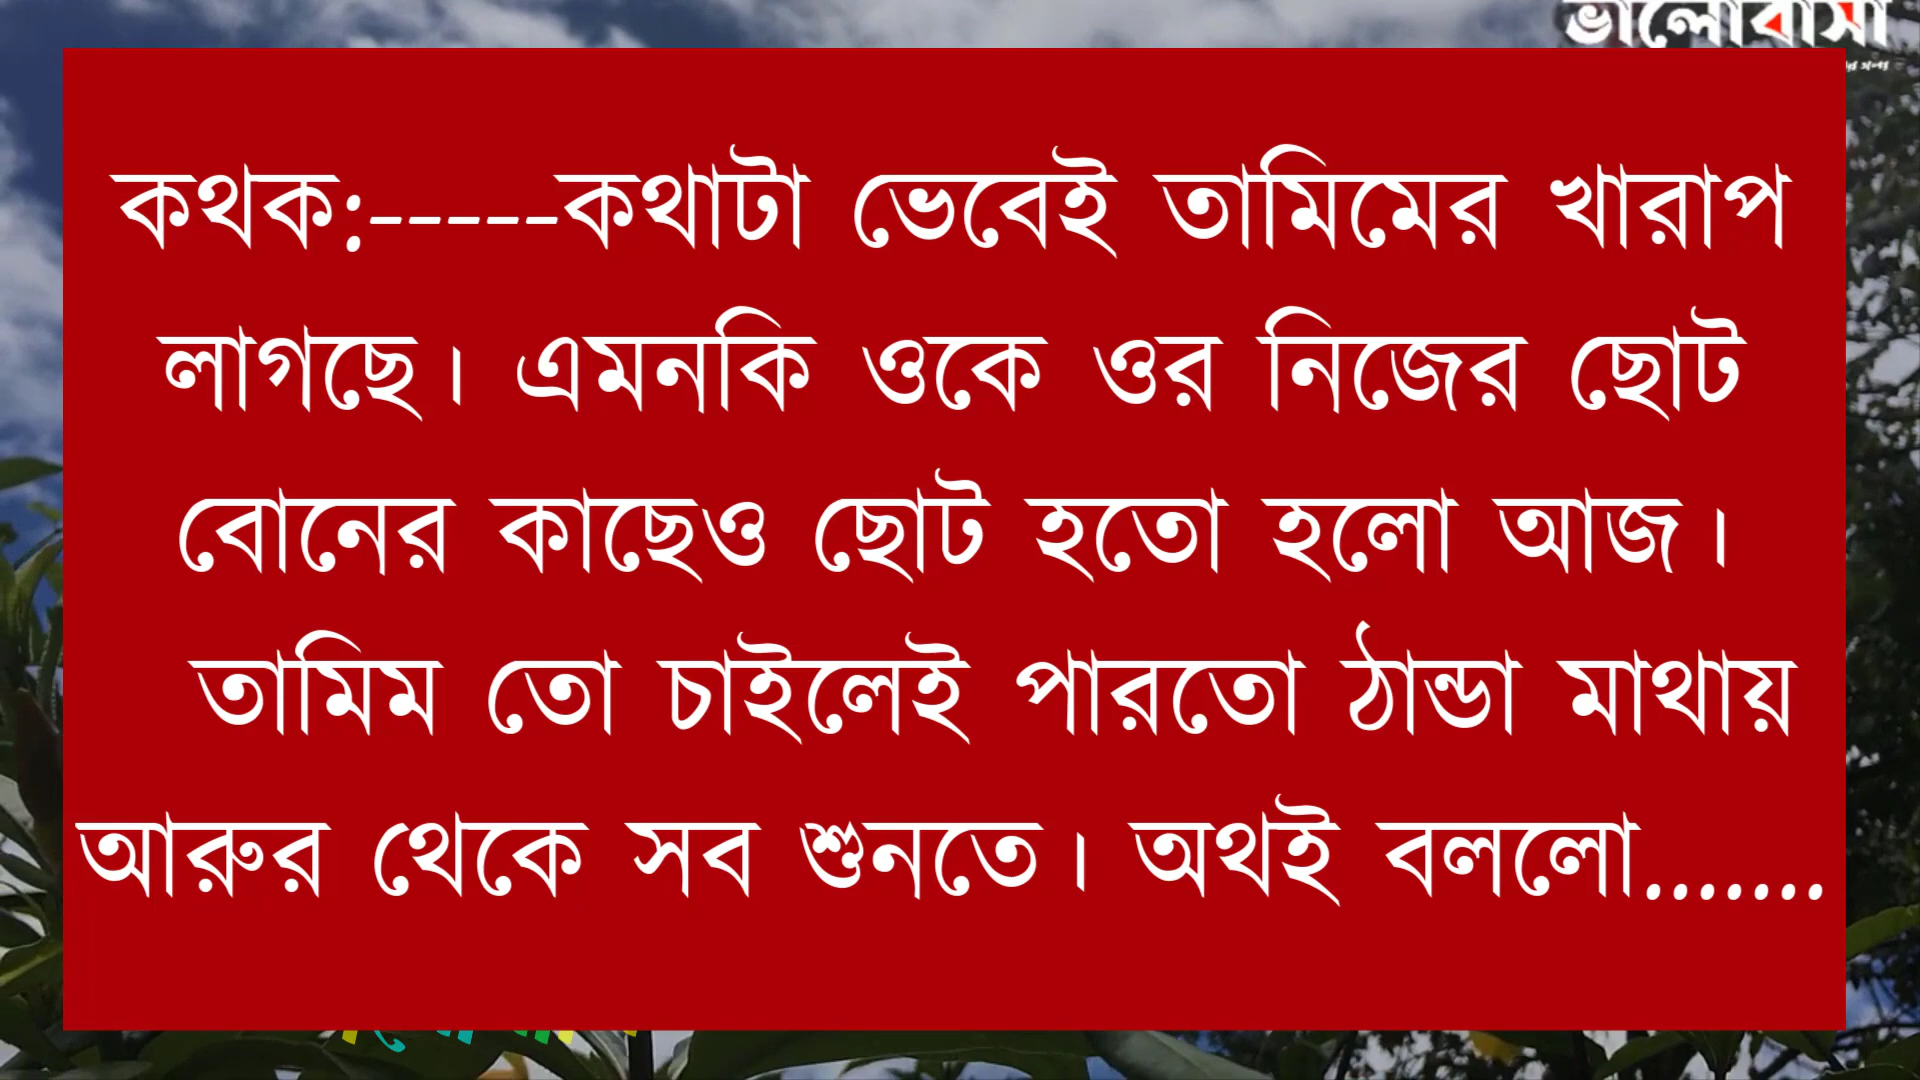 ভালোবাসা
কথক:-----কথাটা ভেবেই তামিমের খারাপ
লাগছে। এমনকি ওকে ওর নিজের ছোট
বোনের কাছেও ছোট হতো হলো আজ।
তামিম তো চাইলেই পারতো ঠান্ডা মাথায়
আরুর থেকে সব শুনতে। অথই বললো.......